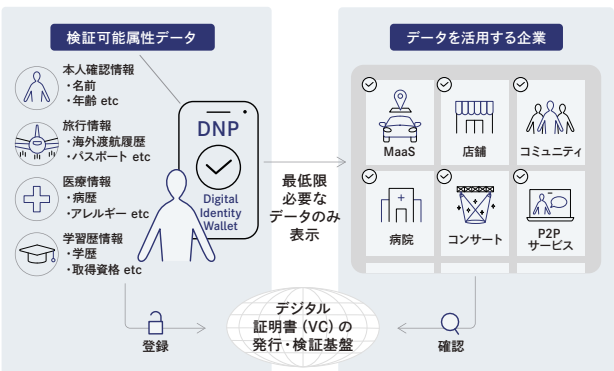 検証可能属性データ
本人確認情報
・名前
・年齢 etc
旅行情報
・海外渡航履歴
・パスポート etc
医療情報
・病歴
・アレルギー etc
学習歴情報
・学歴
・取得資格 etc
DNP
Digital
Identity
Wallet
最低限
必要な
データのみ
表示
データを活用する企業
MaaS
店舗
コミュニティ
病院
コンサート
P2P
サービス
登録
デジタル
証明書（VC）の
発行・検証基盤
確認